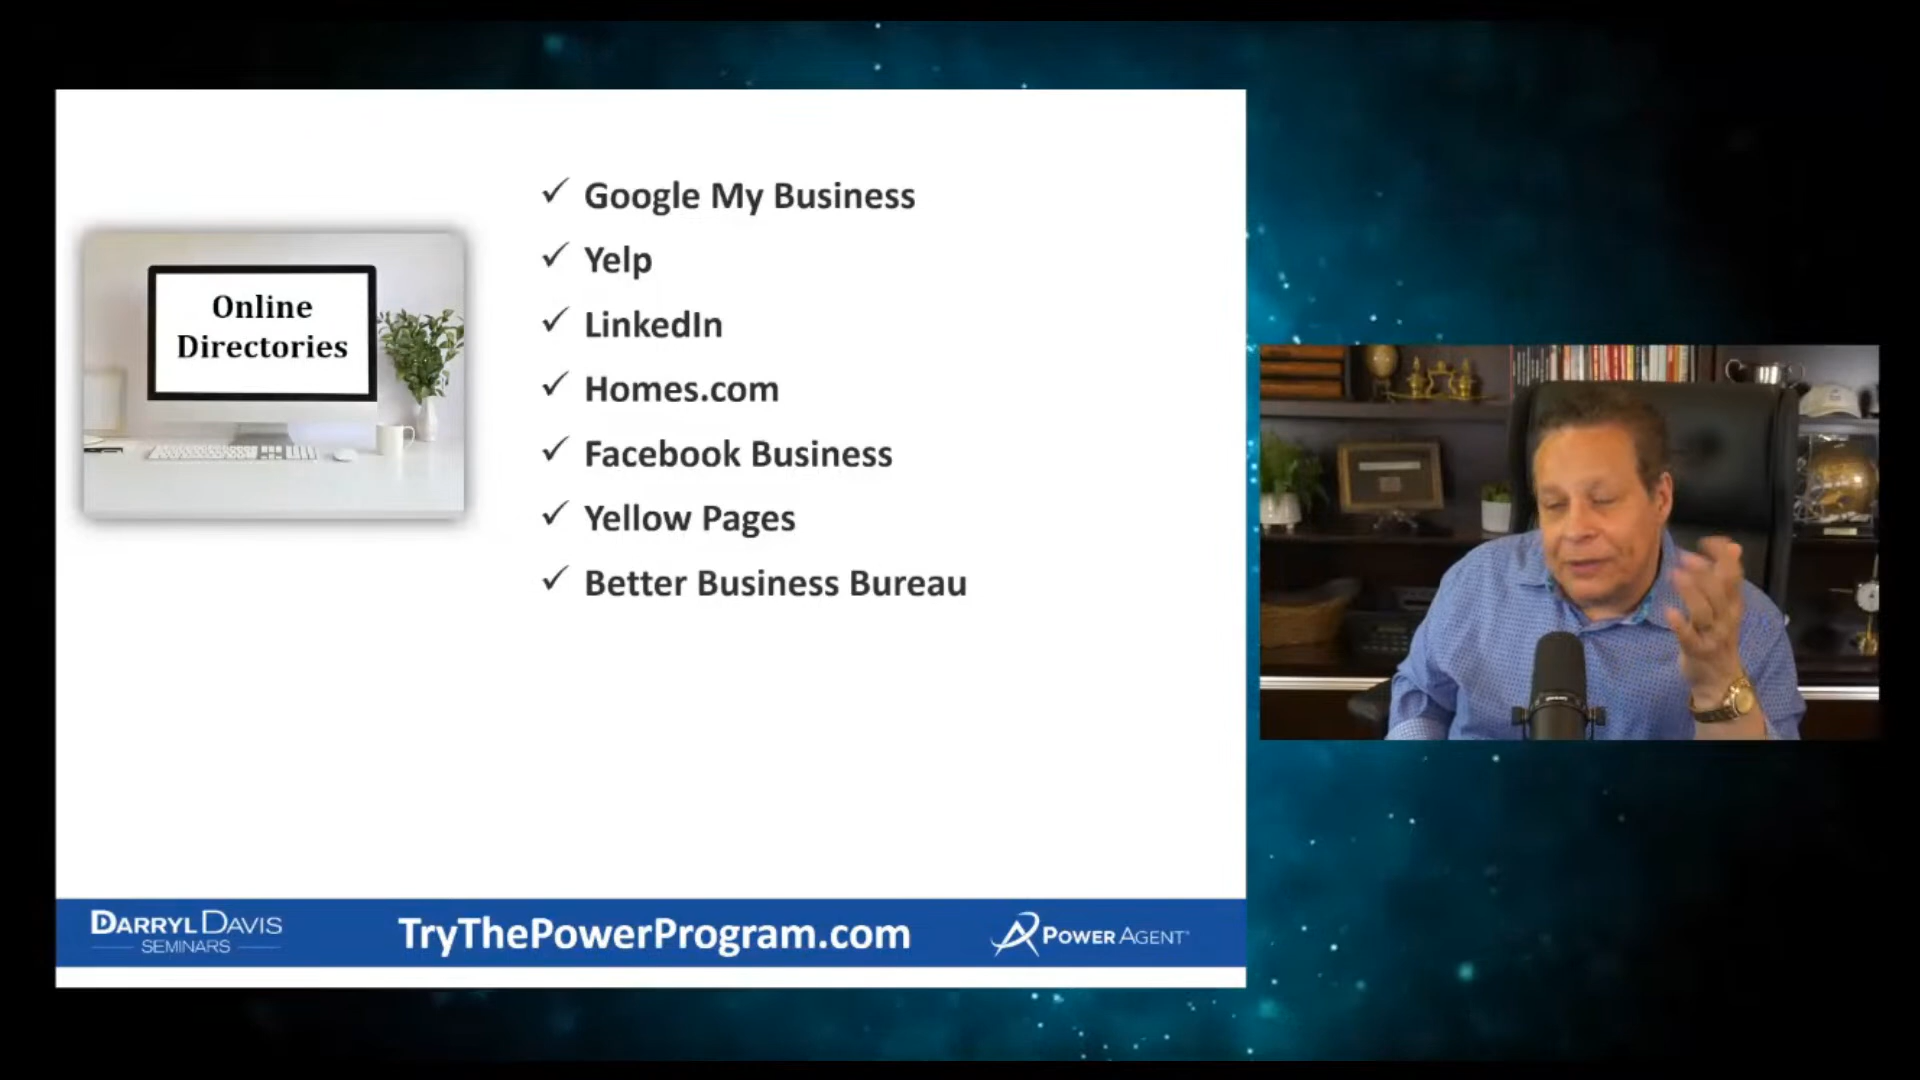 Online
Directories
✓ Google My Business
✓ Yelp
✓ LinkedIn
✓ Homes.com
✓ Facebook Business
✓ Yellow Pages
✓ Better Business Bureau
DARRYL DAVIS
SEMINARS
TryThePowerProgram.com
POWER AGENT